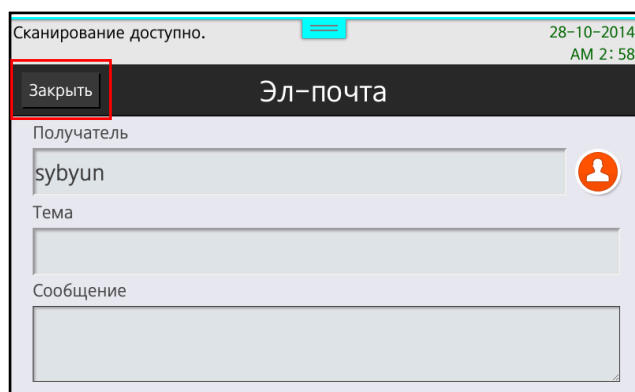 Сканирование доступно.
28-10-2014
AM 2:58
Закрыть
Эл-почта
Получатель
sybyun
Тема
Сообщение